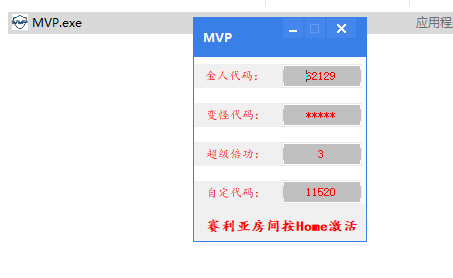 MVP.exe
应用程
MVP
金人代码： 62129
变怪代码： *****
超级倍功： 3
自定代码： 11520
赛利亚房间按Home激活